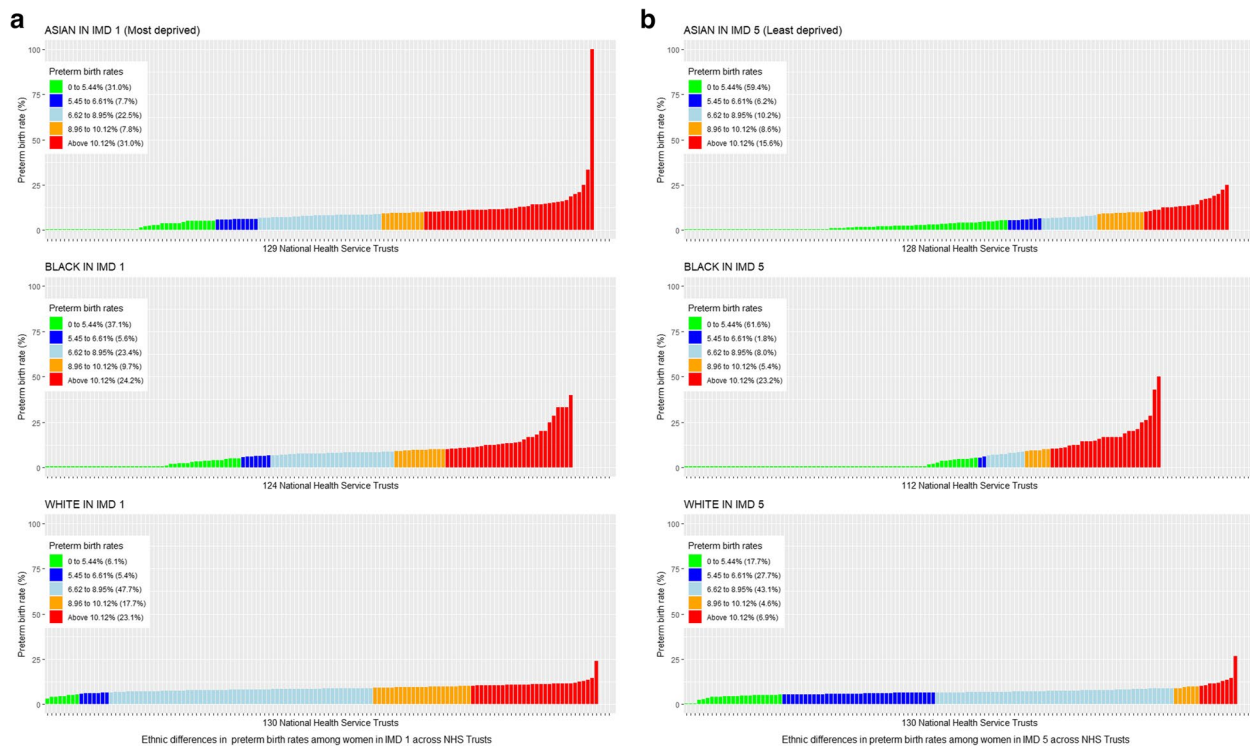 a
ASIAN IN IMD 1 (Most deprived)
Preterm birth rate (%)
100
75
50
25
0
Preterm birth rates
0 to 5.44% (31.0%)
5.45 to 6.61% (7.7%)
6.62 to 8.95% (22.5%)
8.96 to 10.12% (7.8%)
Above 10.12% (31.0%)
129 National Health Service Trusts
BLACK IN IMD 1
Preterm birth rate (%)
100
75
50
25
0
Preterm birth rates
0 to 5.44% (37.1%)
5.45 to 6.61% (5.6%)
6.62 to 8.95% (23.4%)
8.96 to 10.12% (9.7%)
Above 10.12% (24.2%)
124 National Health Service Trusts
WHITE IN IMD 1
Preterm birth rate (%)
100
75
50
25
0
Preterm birth rates
0 to 5.44% (6.1%)
5.45 to 6.61% (5.4%)
6.62 to 8.95% (47.7%)
8.96 to 10.12% (17.7%)
Above 10.12% (23.1%)
130 National Health Service Trusts
Ethnic differences in preterm birth rates among women in IMD 1 across NHS Trusts
b
ASIAN IN IMD 5 (Least deprived)
Preterm birth rate (%)
100
75
50
25
0
Preterm birth rates
0 to 5.44% (59.4%)
5.45 to 6.61% (6.2%)
6.62 to 8.95% (10.2%)
8.96 to 10.12% (8.6%)
Above 10.12% (15.6%)
128 National Health Service Trusts
BLACK IN IMD 5
Preterm birth rate (%)
100
75
50
25
0
Preterm birth rates
0 to 5.44% (61.6%)
5.45 to 6.61% (1.8%)
6.62 to 8.95% (8.0%)
8.96 to 10.12% (5.4%)
Above 10.12% (23.2%)
112 National Health Service Trusts
WHITE IN IMD 5
Preterm birth rate (%)
100
75
50
25
0
Preterm birth rates
0 to 5.44% (17.7%)
5.45 to 6.61% (27.7%)
6.62 to 8.95% (43.1%)
8.96 to 10.12% (4.6%)
Above 10.12% (6.9%)
130 National Health Service Trusts
Ethnic differences in preterm birth rates among women in IMD 5 across NHS Trusts